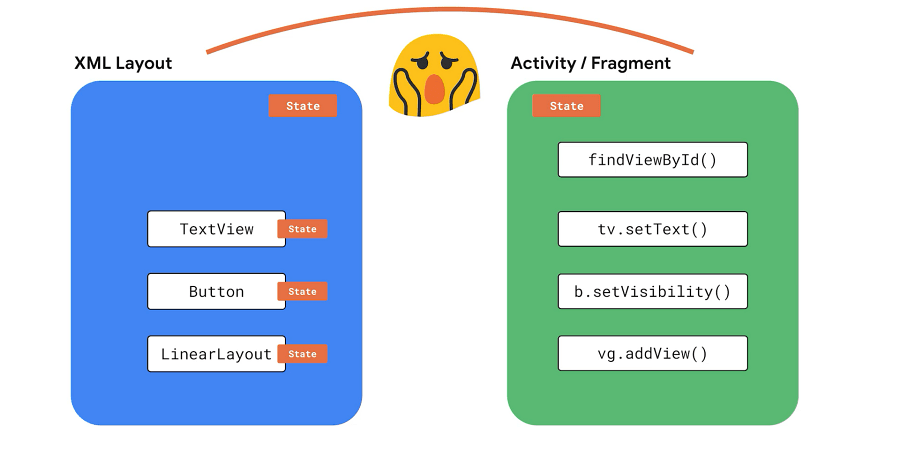 XML Layout
State
TextView
State
Button
State
LinearLayout
State
Activity / Fragment
State
findViewById()
tv.setText()
b.setVisibility()
vg.addView()